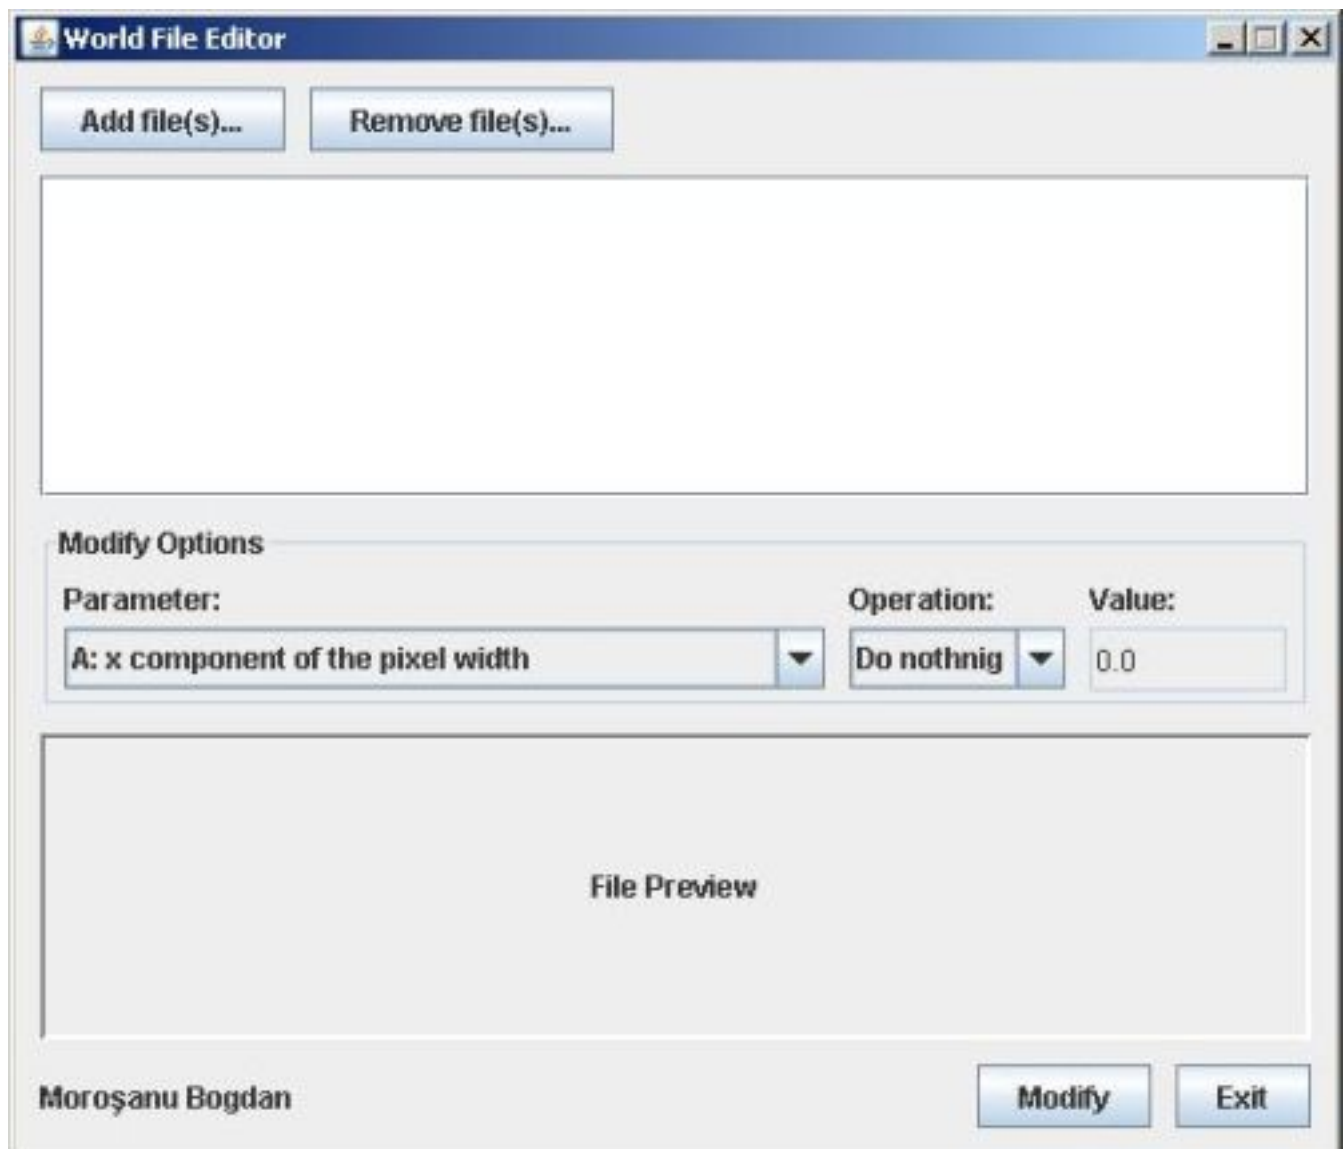 World File Editor
Add file(s)... Remove file(s)...
Modify Options
Parameter: Operation: Value:
A: x component of the pixel width Do nothnig 0.0
File Preview
Moroşanu Bogdan Modify Exit